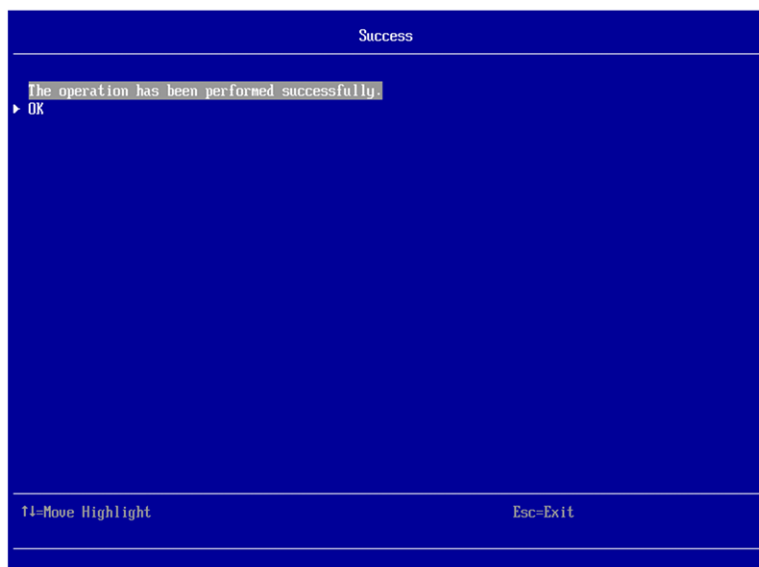 Success
The operation has been performed successfully.
▶ OK
↑↓=Move Highlight Esc=Exit